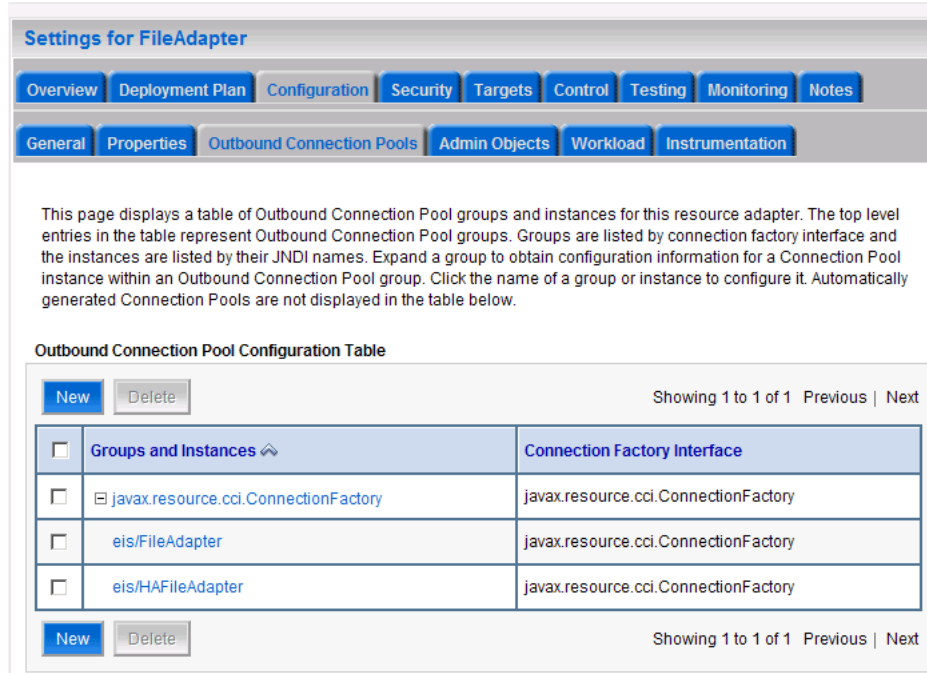 Settings for FileAdapter
Overview Deployment Plan Configuration Security Targets Control Testing Monitoring Notes
General Properties Outbound Connection Pools Admin Objects Workload Instrumentation
This page displays a table of Outbound Connection Pool groups and instances for this resource adapter. The top level
entries in the table represent Outbound Connection Pool groups. Groups are listed by connection factory interface and
the instances are listed by their JNDI names. Expand a group to obtain configuration information for a Connection Pool
instance within an Outbound Connection Pool group. Click the name of a group or instance to configure it. Automatically
generated Connection Pools are not displayed in the table below.
Outbound Connection Pool Configuration Table
New Delete Showing 1 to 1 of 1 Previous | Next
Groups and Instances Connection Factory Interface
javax.resource.cci.ConnectionFactory javax.resource.cci.ConnectionFactory
eis/FileAdapter javax.resource.cci.ConnectionFactory
eis/HAFileAdapter javax.resource.cci.ConnectionFactory
New Delete Showing 1 to 1 of 1 Previous | Next